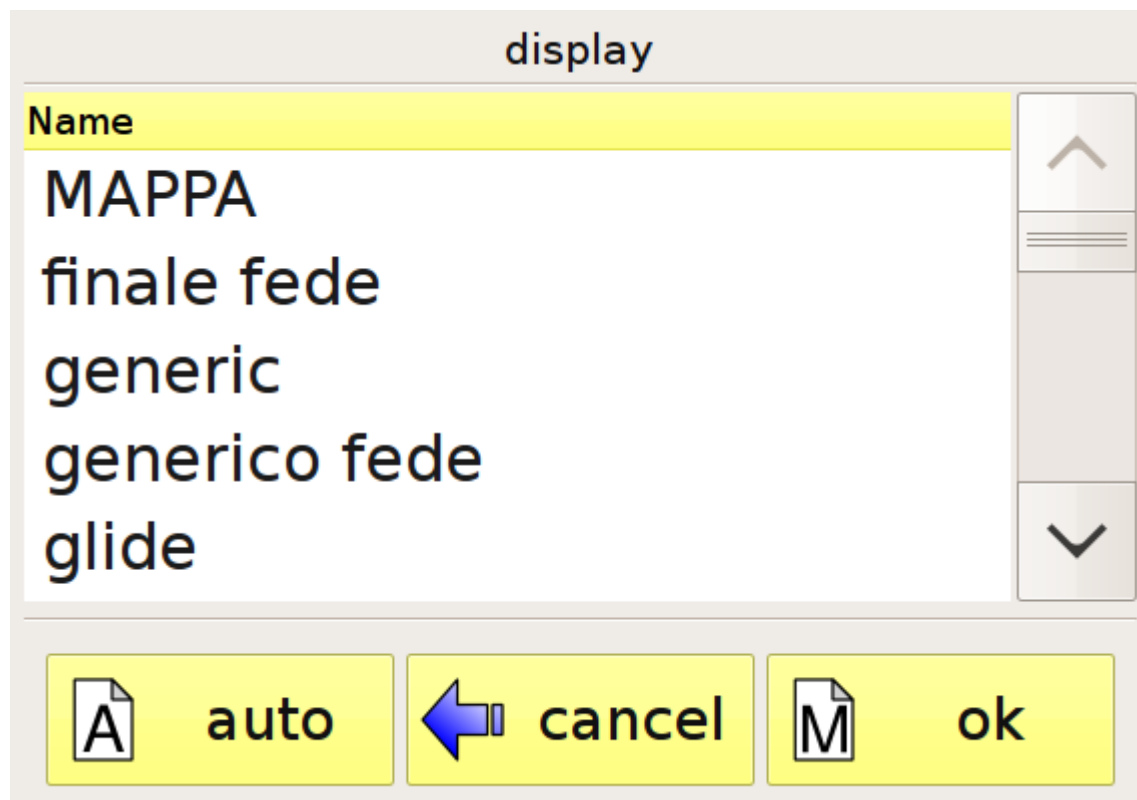 display
Name
MAPPA
finale fede
generic
generico fede
glide
A auto cancel M ok